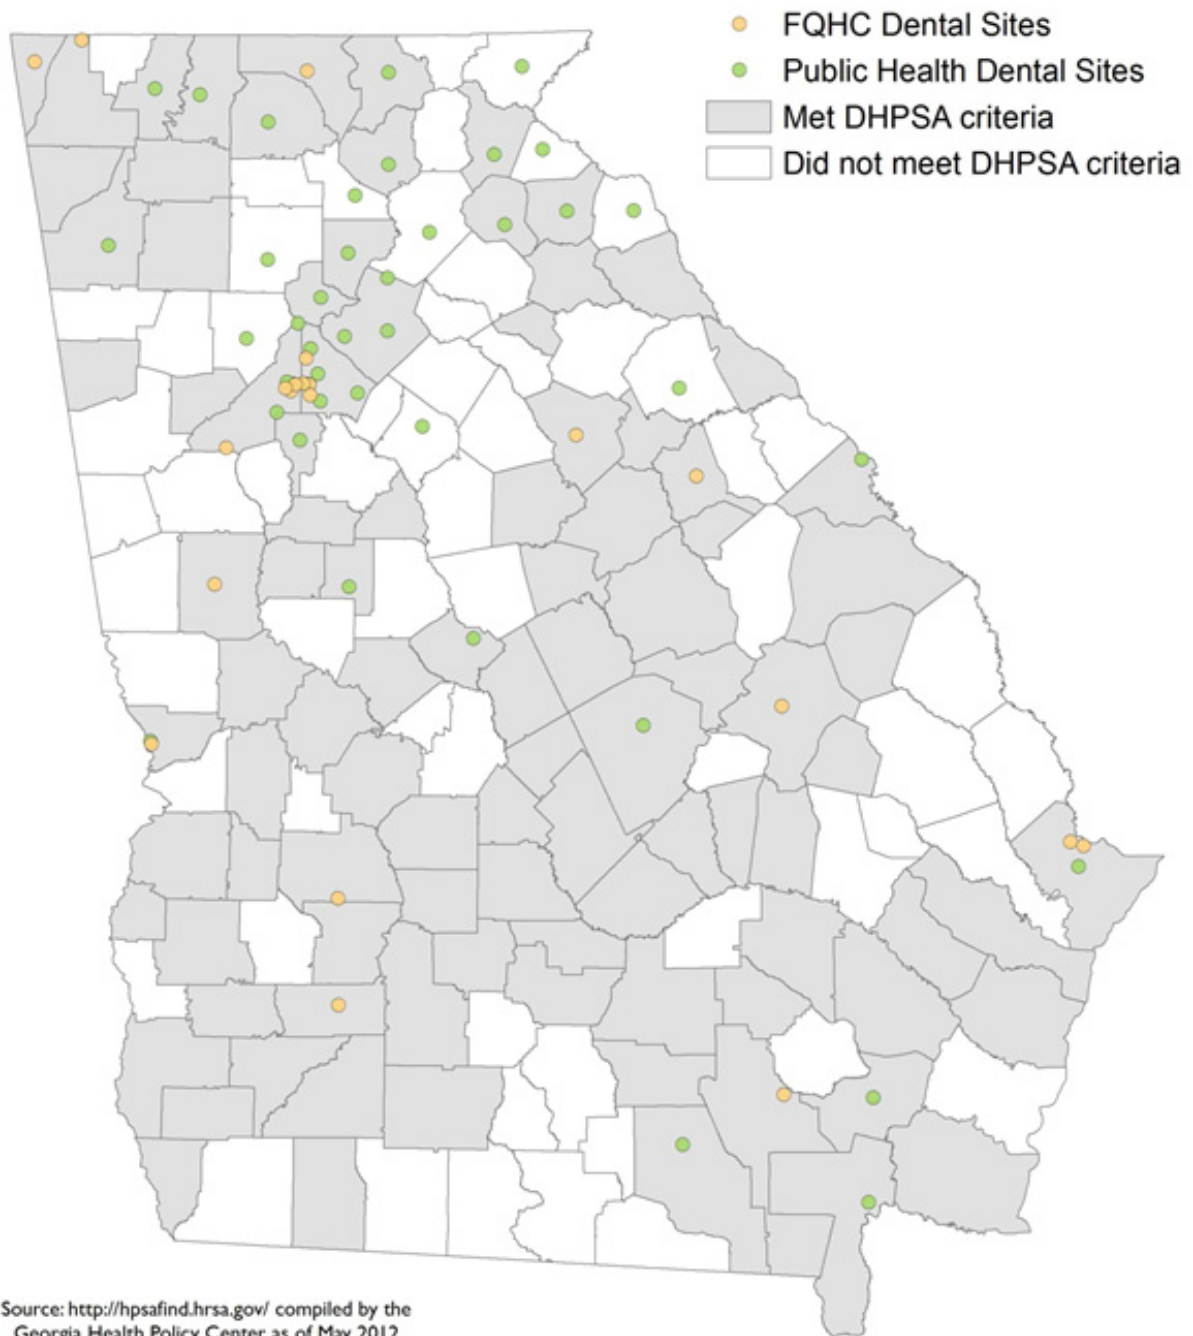 FQHC Dental Sites
Public Health Dental Sites
Met DHPSA criteria
Did not meet DHPSA criteria
Source: http://hpsafind.hrsa.gov/ compiled by the
Georgia Health Policy Center as of May 2012